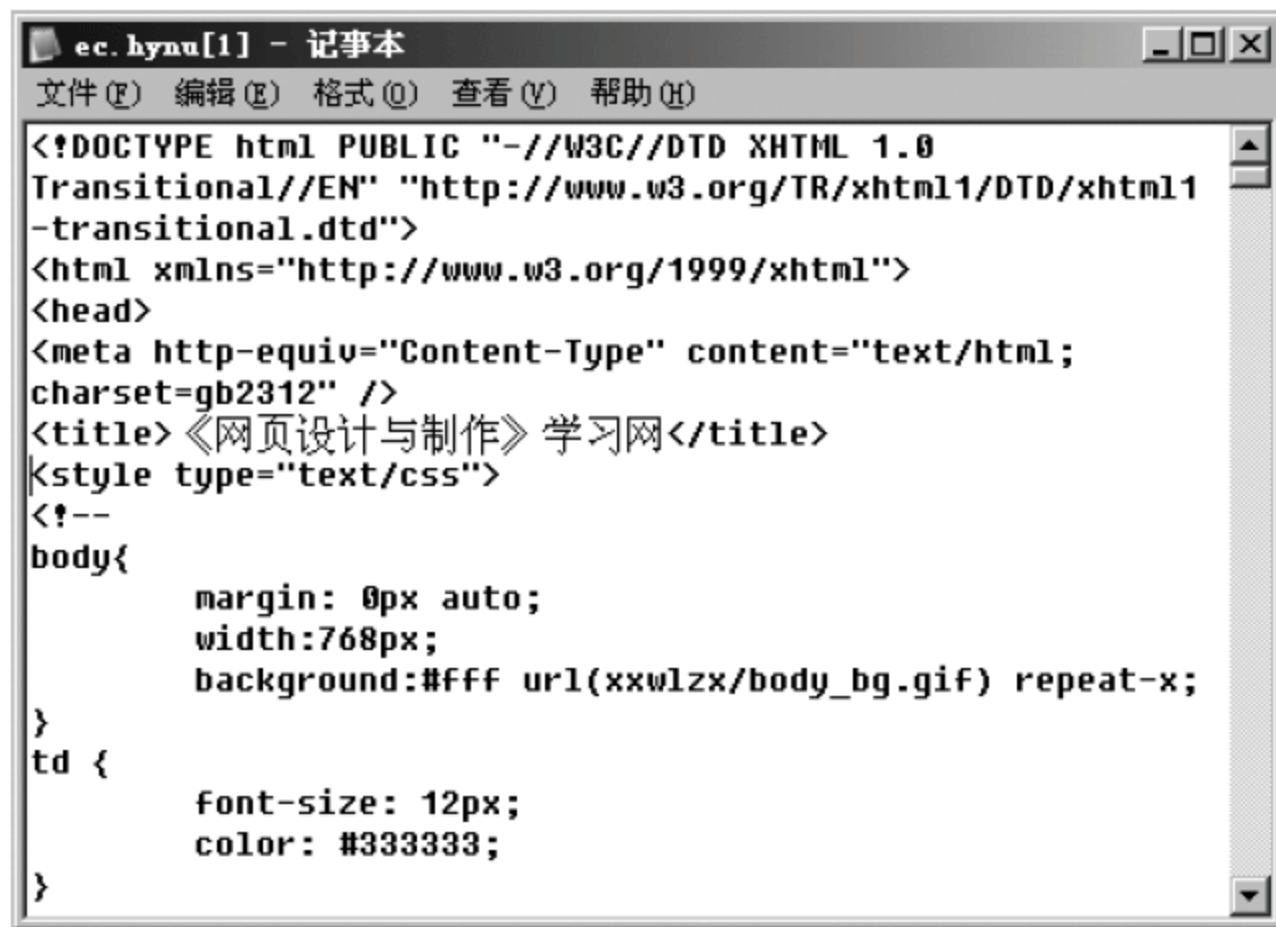 ec.hynu[1] - 记事本
文件(F) 编辑(E) 格式(O) 查看(V) 帮助(H)
<!DOCTYPE html PUBLIC "-//W3C//DTD XHTML 1.0
Transitional//EN" "http://www.w3.org/TR/xhtml1/DTD/xhtml1
-transitional.dtd">
<html xmlns="http://www.w3.org/1999/xhtml">
<head>
<meta http-equiv="Content-Type" content="text/html;
charset=gb2312" />
<title>《网页设计与制作》学习网</title>
<style type="text/css">
<!--
body{
        margin: 0px auto;
        width:768px;
        background:#fff url(xxwlzx/body_bg.gif) repeat-x;
}
td {
        font-size: 12px;
        color: #333333;
}